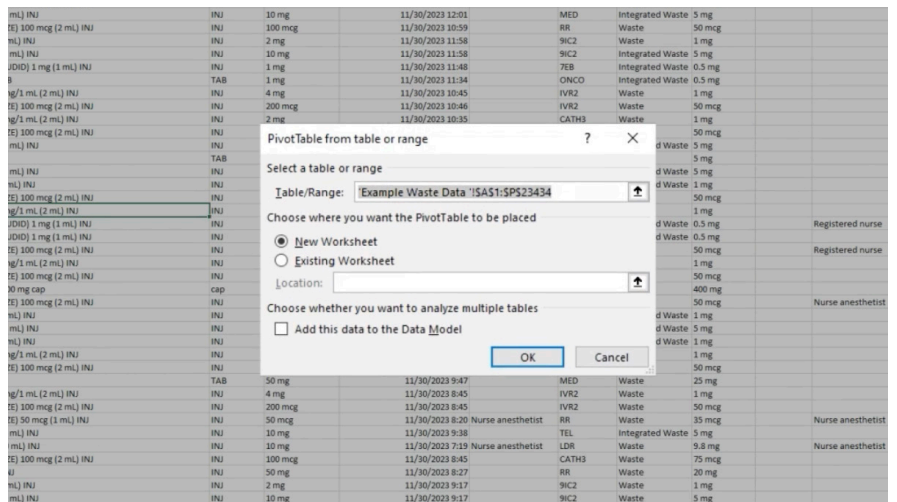 mL) INJ INJ 10 mg 11/30/2023 12:01 MED Integrated Waste 5 mg
ZE) 100 mcg (2 mL) INJ INJ 100 mcg 11/30/2023 10:59 RR Waste 50 mcg
mL) INJ INJ 2 mg 11/30/2023 11:58 9IC2 Waste 1 mg
mL) INJ INJ 10 mg 11/30/2023 11:58 9IC2 Integrated Waste 5 mg
UDID) 1 mg (1 mL) INJ INJ 1 mg 11/30/2023 11:48 7EB Integrated Waste 0.5 mg
B TAB 1 mg 11/30/2023 11:34 ONCO Integrated Waste 0.5 mg
ng/1 mL (2 mL) INJ INJ 4 mg 11/30/2023 10:45 IVR2 Waste 1 mg
ZE) 100 mcg (2 mL) INJ INJ 200 mcg 11/30/2023 10:46 IVR2 Waste 50 mcg
ng/1 mL (2 mL) INJ INJ 2 mg 11/30/2023 10:35 CATH3 Waste 1 mg
ZE) 100 mcg (2 mL) INJ INJ 50 mcg
mL) INJ INJ d Waste 5 mg
TAB 5 mg
mL) INJ INJ d Waste 5 mg
mL) INJ INJ d Waste 1 mg
ZE) 100 mcg (2 mL) INJ INJ 50 mcg
ng/1 mL (2 mL) INJ INJ 1 mg
UDID) 1 mg (1 mL) INJ INJ d Waste 0.5 mg Registered nurse
UDID) 1 mg (1 mL) INJ INJ d Waste 0.5 mg
ZE) 100 mcg (2 mL) INJ INJ 50 mcg Registered nurse
ng/1 mL (2 mL) INJ INJ 1 mg
ZE) 100 mcg (2 mL) INJ INJ 50 mcg
00 mg cap cap 400 mg
ZE) 100 mcg (2 mL) INJ INJ 50 mcg Nurse anesthetist
mL) INJ INJ d Waste 1 mg
mL) INJ INJ d Waste 5 mg
mL) INJ INJ d Waste 1 mg
ng/1 mL (2 mL) INJ INJ 1 mg
ZE) 100 mcg (2 mL) INJ INJ 50 mcg
TAB 50 mg 11/30/2023 9:47 MED Waste 25 mg
ng/1 mL (2 mL) INJ INJ 4 mg 11/30/2023 8:45 IVR2 Waste 1 mg
ZE) 100 mcg (2 mL) INJ INJ 200 mcg 11/30/2023 8:45 IVR2 Waste 50 mcg
ZE) 50 mcg (1 mL) INJ INJ 50 mcg 11/30/2023 8:20 Nurse anesthetist RR Waste 35 mcg Nurse anesthetist
mL) INJ INJ 10 mg 11/30/2023 9:38 TEL Integrated Waste 5 mg
mL) INJ INJ 10 mg 11/30/2023 7:19 Nurse anesthetist LDR Waste 9.8 mg Nurse anesthetist
ZE) 100 mcg (2 mL) INJ INJ 100 mcg 11/30/2023 8:45 CATH3 Waste 75 mcg
INJ 50 mg 11/30/2023 8:27 RR Waste 20 mg
mL) INJ INJ 2 mg 11/30/2023 9:17 9IC2 Waste 1 mg
mL) INJ INJ 10 mg 11/30/2023 9:17 9IC2 Waste 5 mg
PivotTable from table or range ? ×
Select a table or range
Table/Range: 'Example Waste Data '!$A$1:$P$23434
Choose where you want the PivotTable to be placed
New Worksheet
Existing Worksheet
Location:
Choose whether you want to analyze multiple tables
Add this data to the Data Model
OK Cancel